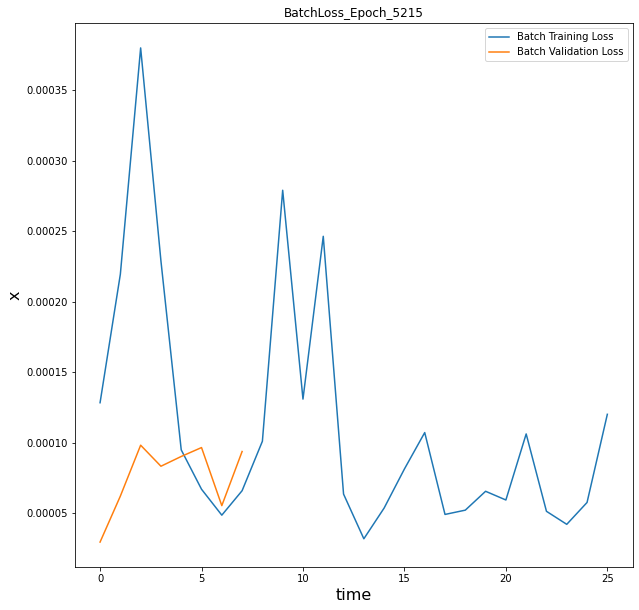 BatchLoss_Epoch_5215
Batch Training Loss
Batch Validation Loss
0.00035
0.00030
0.00025
0.00020
0.00015
0.00010
0.00005
x
0 5 10 15 20 25
time